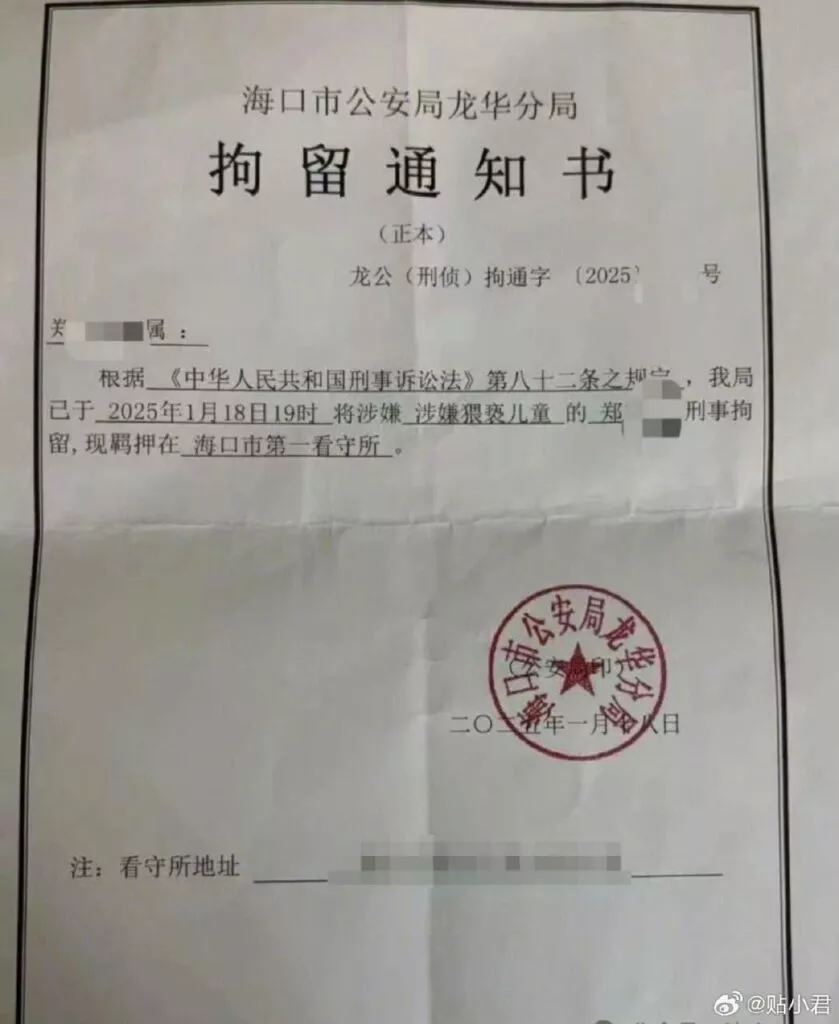 海口市公安局龙华分局
拘留通知书
（正本）
龙公（刑侦）拘通字〔2025〕 号
属：
根据《中华人民共和国刑事诉讼法》第八十二条之规定，我局
已于 2025年1月18日19时 将涉嫌 涉嫌猥亵儿童 的 郑 刑事拘
留,现羁押在 海口市第一看守所 。
海口市公安局龙华分局
二〇二五年一月 八日
注：看守所地址
@贴小君